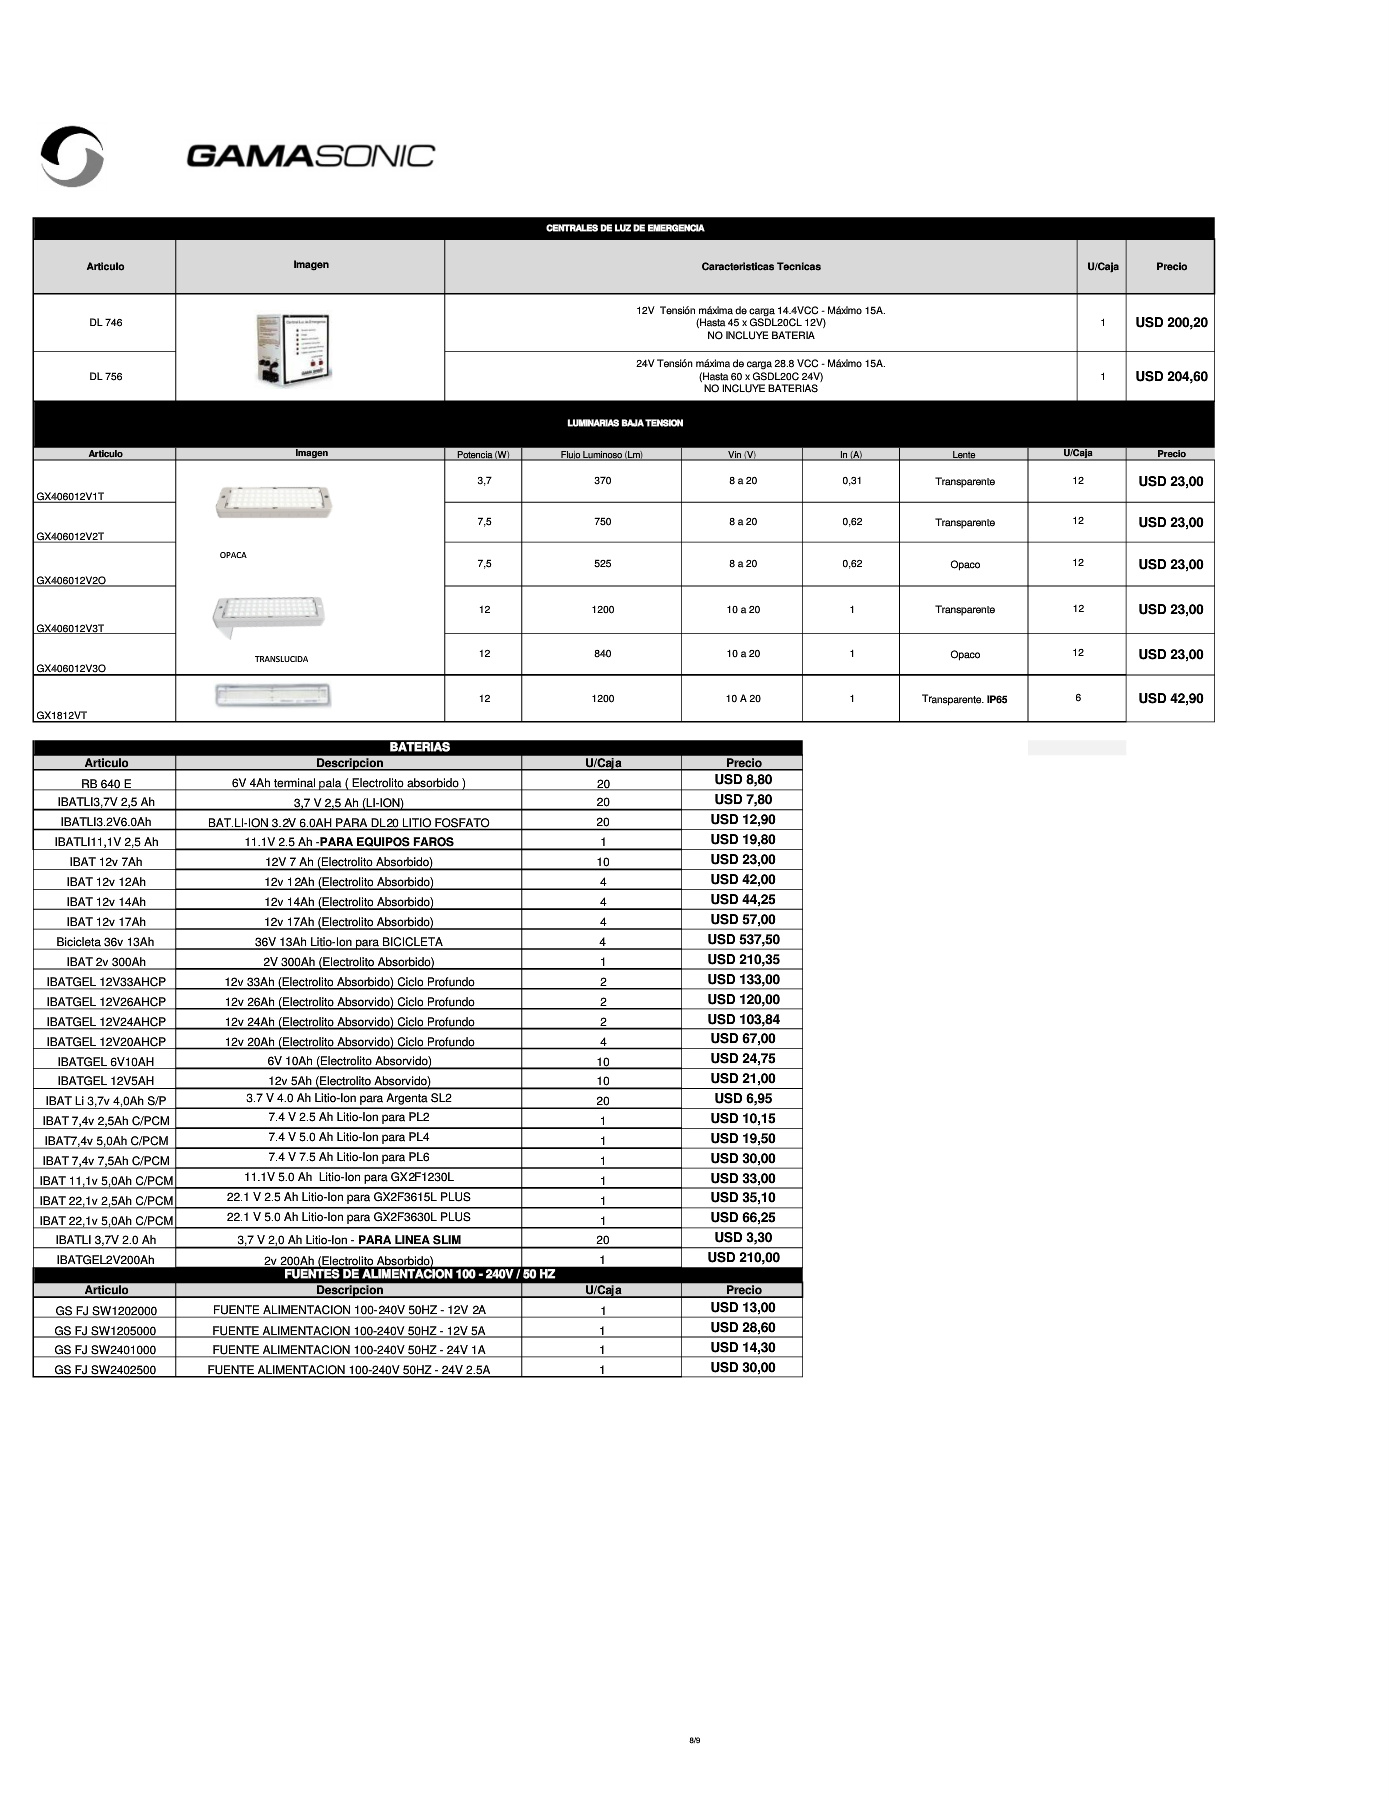 GAMASONIC
CENTRALES DE LUZ DE EMERGENCIA
Articulo Imagen Caracteristicas Tecnicas U/Caja Precio
DL 746 12V Tensión máxima de carga 14.4VCC - Máximo 15A. 1 USD 200,20
(Hasta 45 x GSDL20CL 12V)
NO INCLUYE BATERIA
DL 756 24V Tensión máxima de carga 28.8 VCC - Máximo 15A. 1 USD 204,60
(Hasta 60 x GSDL20C 24V)
NO INCLUYE BATERIAS
LUMINARIAS BAJA TENSION
Articulo Imagen Potencia (W) Flujo Luminoso (Lm) Vin (V) In (A) Lente U/Caja Precio
GX406012V1T 3,7 370 8 a 20 0,31 Transparente 12 USD 23,00
GX406012V2T 7,5 750 8 a 20 0,62 Transparente 12 USD 23,00
OPACA
GX406012V2O 7,5 525 8 a 20 0,62 Opaco 12 USD 23,00
GX406012V3T 12 1200 10 a 20 1 Transparente 12 USD 23,00
GX406012V3O 12 840 10 a 20 1 Opaco 12 USD 23,00
TRANSLUCIDA
GX1812VT 12 1200 10 A 20 1 Transparente. IP65 6 USD 42,90
BATERIAS
Articulo Descripcion U/Caja Precio
RB 640 E 6V 4Ah terminal pala ( Electrolito absorbido ) 20 USD 8,80
IBATLI3,7V 2,5 Ah 3,7 V 2,5 Ah (LI-ION) 20 USD 7,80
IBATLI3.2V6.0Ah BAT.LI-ION 3.2V 6.0AH PARA DL20 LITIO FOSFATO 20 USD 12,90
IBATLI11,1V 2,5 Ah 11.1V 2.5 Ah -PARA EQUIPOS FAROS 1 USD 19,80
IBAT 12v 7Ah 12V 7 Ah (Electrolito Absorbido) 10 USD 23,00
IBAT 12v 12Ah 12v 12Ah (Electrolito Absorbido) 4 USD 42,00
IBAT 12v 14Ah 12v 14Ah (Electrolito Absorbido) 4 USD 44,25
IBAT 12v 17Ah 12v 17Ah (Electrolito Absorbido) 4 USD 57,00
Bicicleta 36v 13Ah 36V 13Ah Litio-Ion para BICICLETA 4 USD 537,50
IBAT 2v 300Ah 2V 300Ah (Electrolito Absorbido) 1 USD 210,35
IBATGEL 12V33AHCP 12v 33Ah (Electrolito Absorbido) Ciclo Profundo 2 USD 133,00
IBATGEL 12V26AHCP 12v 26Ah (Electrolito Absorvido) Ciclo Profundo 2 USD 120,00
IBATGEL 12V24AHCP 12v 24Ah (Electrolito Absorvido) Ciclo Profundo 2 USD 103,84
IBATGEL 12V20AHCP 12v 20Ah (Electrolito Absorbido) Ciclo Profundo 4 USD 67,00
IBATGEL 6V10AH 6V 10Ah (Electrolito Absorvido) 10 USD 24,75
IBATGEL 12V5AH 12v 5Ah (Electrolito Absorvido) 10 USD 21,00
IBAT Li 3,7v 4,0Ah S/P 3.7 V 4.0 Ah Litio-Ion para Argenta SL2 20 USD 6,95
IBAT 7,4v 2,5Ah C/PCM 7.4 V 2.5 Ah Litio-Ion para PL2 1 USD 10,15
IBAT7,4v 5,0Ah C/PCM 7.4 V 5.0 Ah Litio-Ion para PL4 1 USD 19,50
IBAT 7,4v 7,5Ah C/PCM 7.4 V 7.5 Ah Litio-Ion para PL6 1 USD 30,00
IBAT 11,1v 5,0Ah C/PCM 11.1V 5.0 Ah Litio-Ion para GX2F1230L 1 USD 33,00
IBAT 22,1v 2,5Ah C/PCM 22.1 V 2.5 Ah Litio-Ion para GX2F3615L PLUS 1 USD 35,10
IBAT 22,1v 5,0Ah C/PCM 22.1 V 5.0 Ah Litio-Ion para GX2F3630L PLUS 1 USD 66,25
IBATLI 3,7V 2.0 Ah 3,7 V 2,0 Ah Litio-Ion - PARA LINEA SLIM 20 USD 3,30
IBATGEL2V200Ah 2v 200Ah (Electrolito Absorbido) 1 USD 210,00
FUENTES DE ALIMENTACION 100 - 240V / 50 HZ
Articulo Descripcion U/Caja Precio
GS FJ SW1202000 FUENTE ALIMENTACION 100-240V 50HZ - 12V 2A 1 USD 13,00
GS FJ SW1205000 FUENTE ALIMENTACION 100-240V 50HZ - 12V 5A 1 USD 28,60
GS FJ SW2401000 FUENTE ALIMENTACION 100-240V 50HZ - 24V 1A 1 USD 14,30
GS FJ SW2402500 FUENTE ALIMENTACION 100-240V 50HZ - 24V 2.5A 1 USD 30,00
8/9